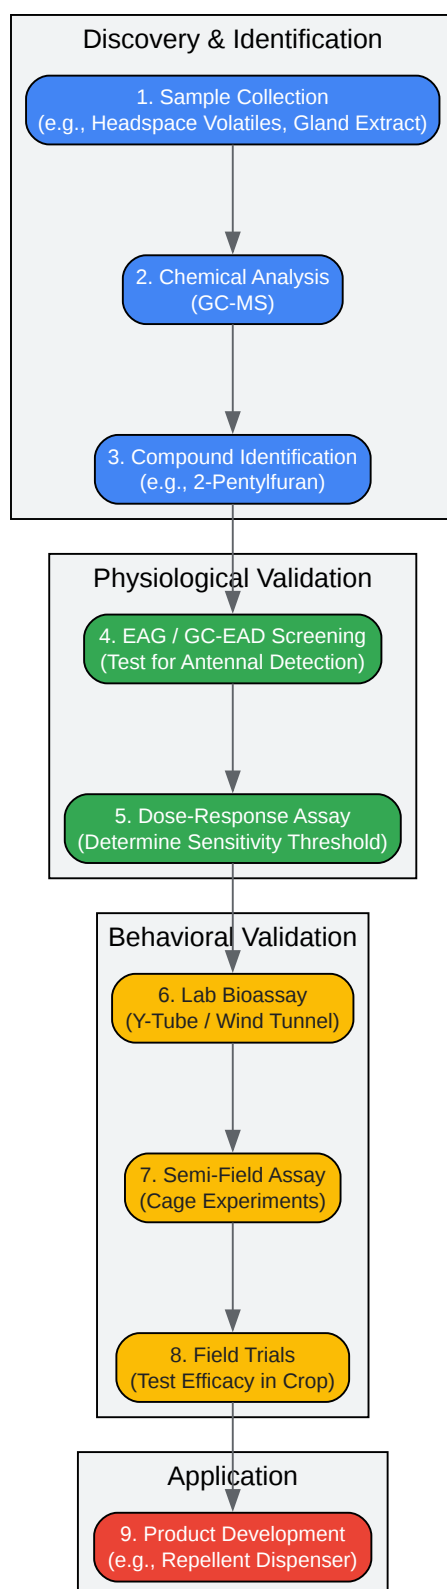 Discovery & Identification
1. Sample Collection
(e.g., Headspace Volatiles, Gland Extract)
2. Chemical Analysis
(GC-MS)
3. Compound Identification
(e.g., 2-Pentylfuran)
Physiological Validation
4. EAG / GC-EAD Screening
(Test for Antennal Detection)
5. Dose-Response Assay
(Determine Sensitivity Threshold)
Behavioral Validation
6. Lab Bioassay
(Y-Tube / Wind Tunnel)
7. Semi-Field Assay
(Cage Experiments)
8. Field Trials
(Test Efficacy in Crop)
Application
9. Product Development
(e.g., Repellent Dispenser)